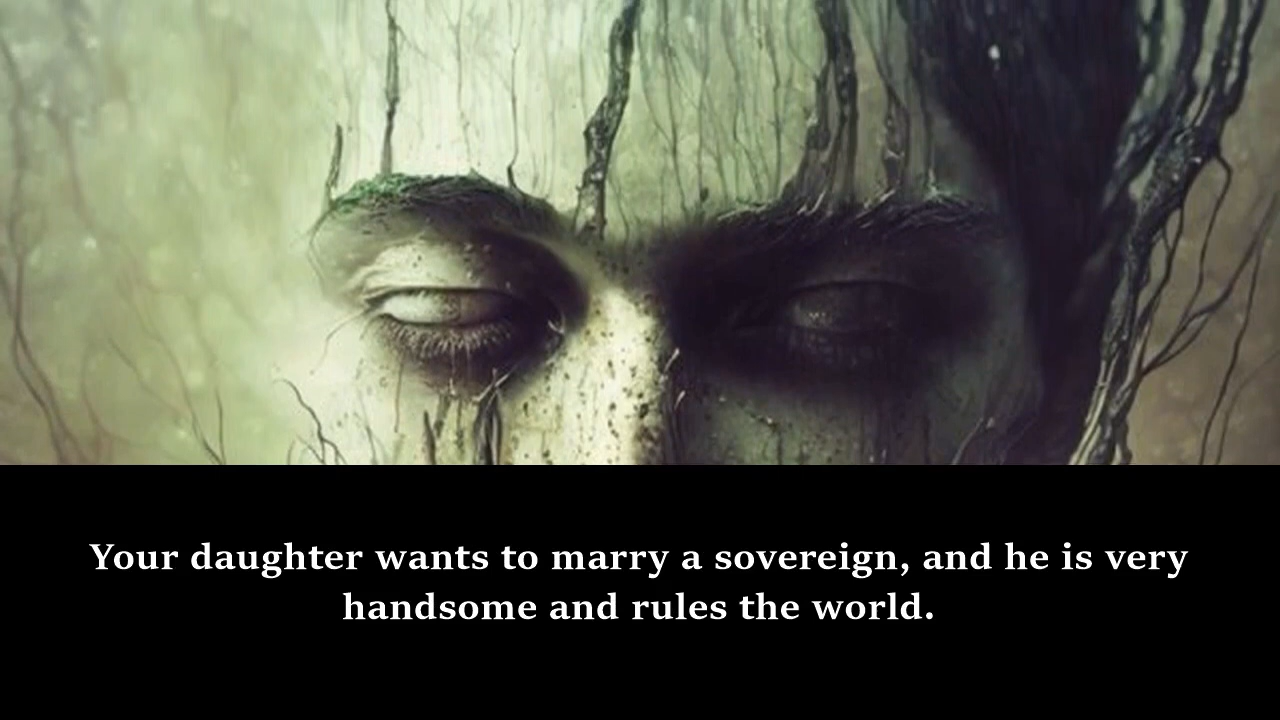 Your daughter wants to marry a sovereign, and he is very
handsome and rules the world.